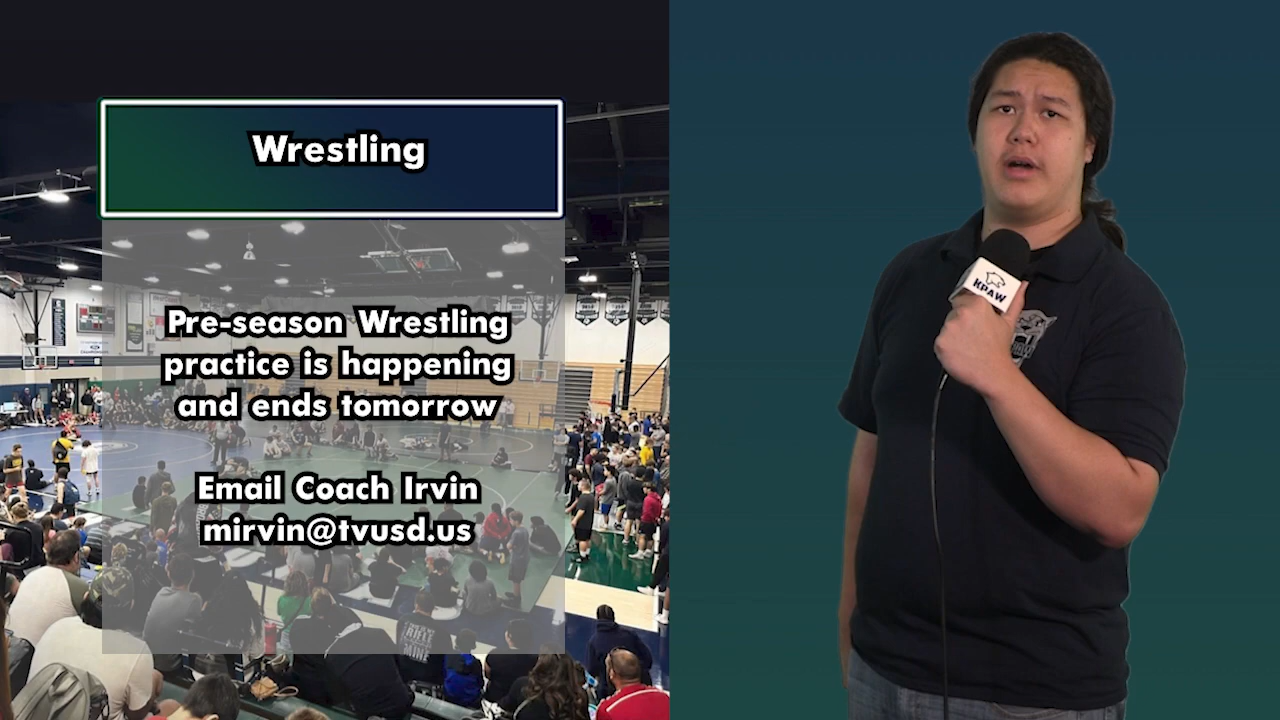 Wrestling
Pre-season Wrestling
practice is happening
and ends tomorrow
Email Coach Irvin
mirvin@tvusd.us
KPAW